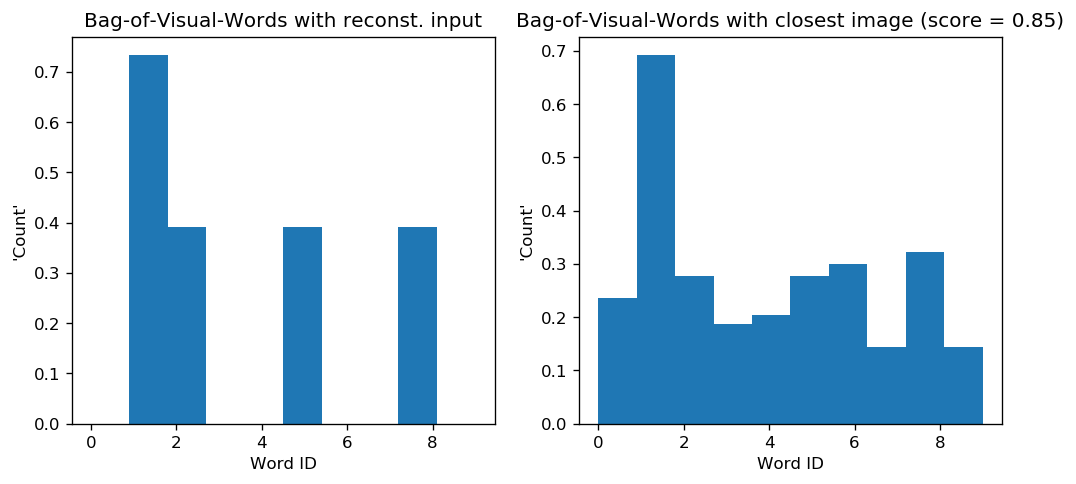 Bag-of-Visual-Words with reconst. input
0.7
0.6
0.5
0.4
0.3
0.2
0.1
0.0
'Count'
0 2 4 6 8
Word ID
Bag-of-Visual-Words with closest image (score = 0.85)
0.7
0.6
0.5
0.4
0.3
0.2
0.1
0.0
'Count'
0 2 4 6 8
Word ID